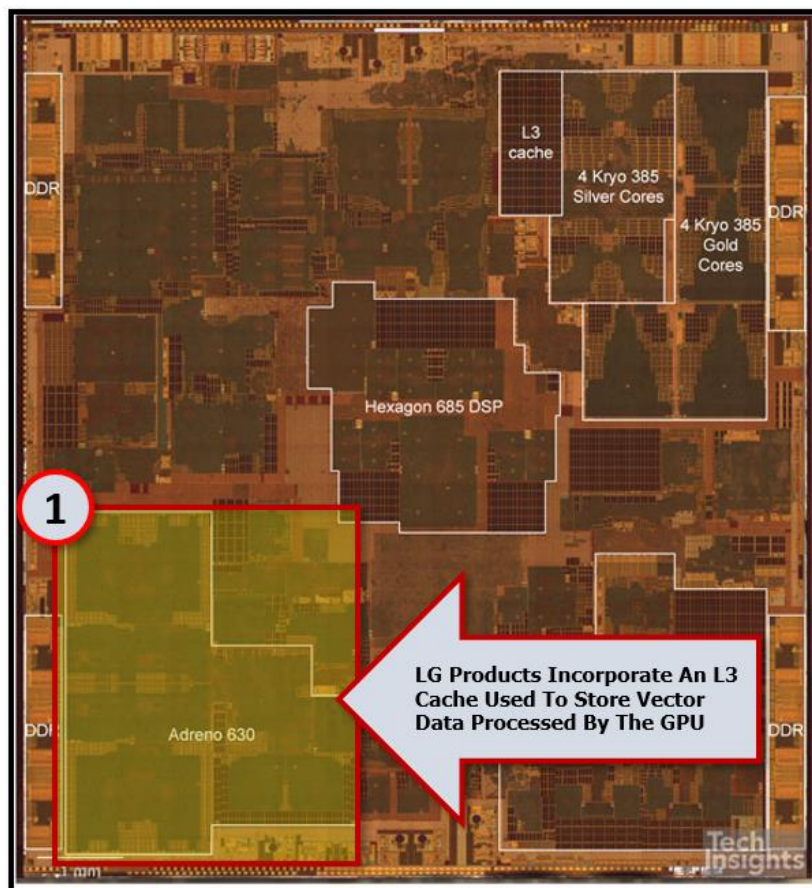 L3
cache
4 Kryo 385
Silver Cores
DDR
DDR
4 Kryo 385
Gold
Cores
Hexagon 685 DSP
1
LG Products Incorporate An L3
Cache Used To Store Vector
Data Processed By The GPU
DDR
Adreno 630
DDR
1 mm
Tech
Insights